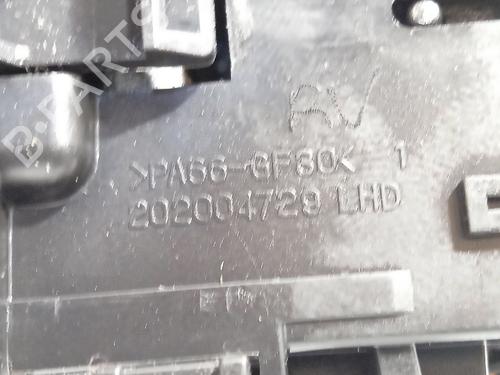 B-PARTS
RV
>PA66-GF30< 1
202004729 LHD